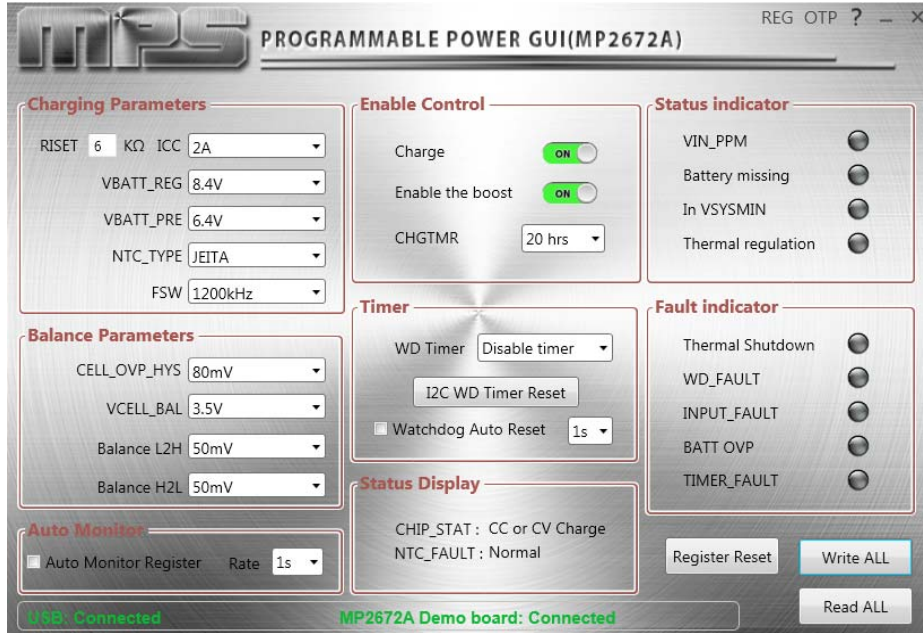 mps
PROGRAMMABLE POWER GUI(MP2672A)
REG OTP ? – ×
Charging Parameters
RISET 6 KΩ ICC 2A
VBATT_REG 8.4V
VBATT_PRE 6.4V
NTC_TYPE JEITA
FSW 1200kHz
Balance Parameters
CELL_OVP_HYS 80mV
VCELL_BAL 3.5V
Balance L2H 50mV
Balance H2L 50mV
Auto Monitor
Auto Monitor Register Rate 1s
Enable Control
Charge ON
Enable the boost ON
CHGTMR 20 hrs
Timer
WD Timer Disable timer
I2C WD Timer Reset
Watchdog Auto Reset 1s
Status Display
CHIP_STAT : CC or CV Charge
NTC_FAULT : Normal
Status indicator
VIN_PPM
Battery missing
In VSYSMIN
Thermal regulation
Fault indicator
Thermal Shutdown
WD_FAULT
INPUT_FAULT
BATT OVP
TIMER_FAULT
Register Reset
Write ALL
Read ALL
USB: Connected
MP2672A Demo board: Connected